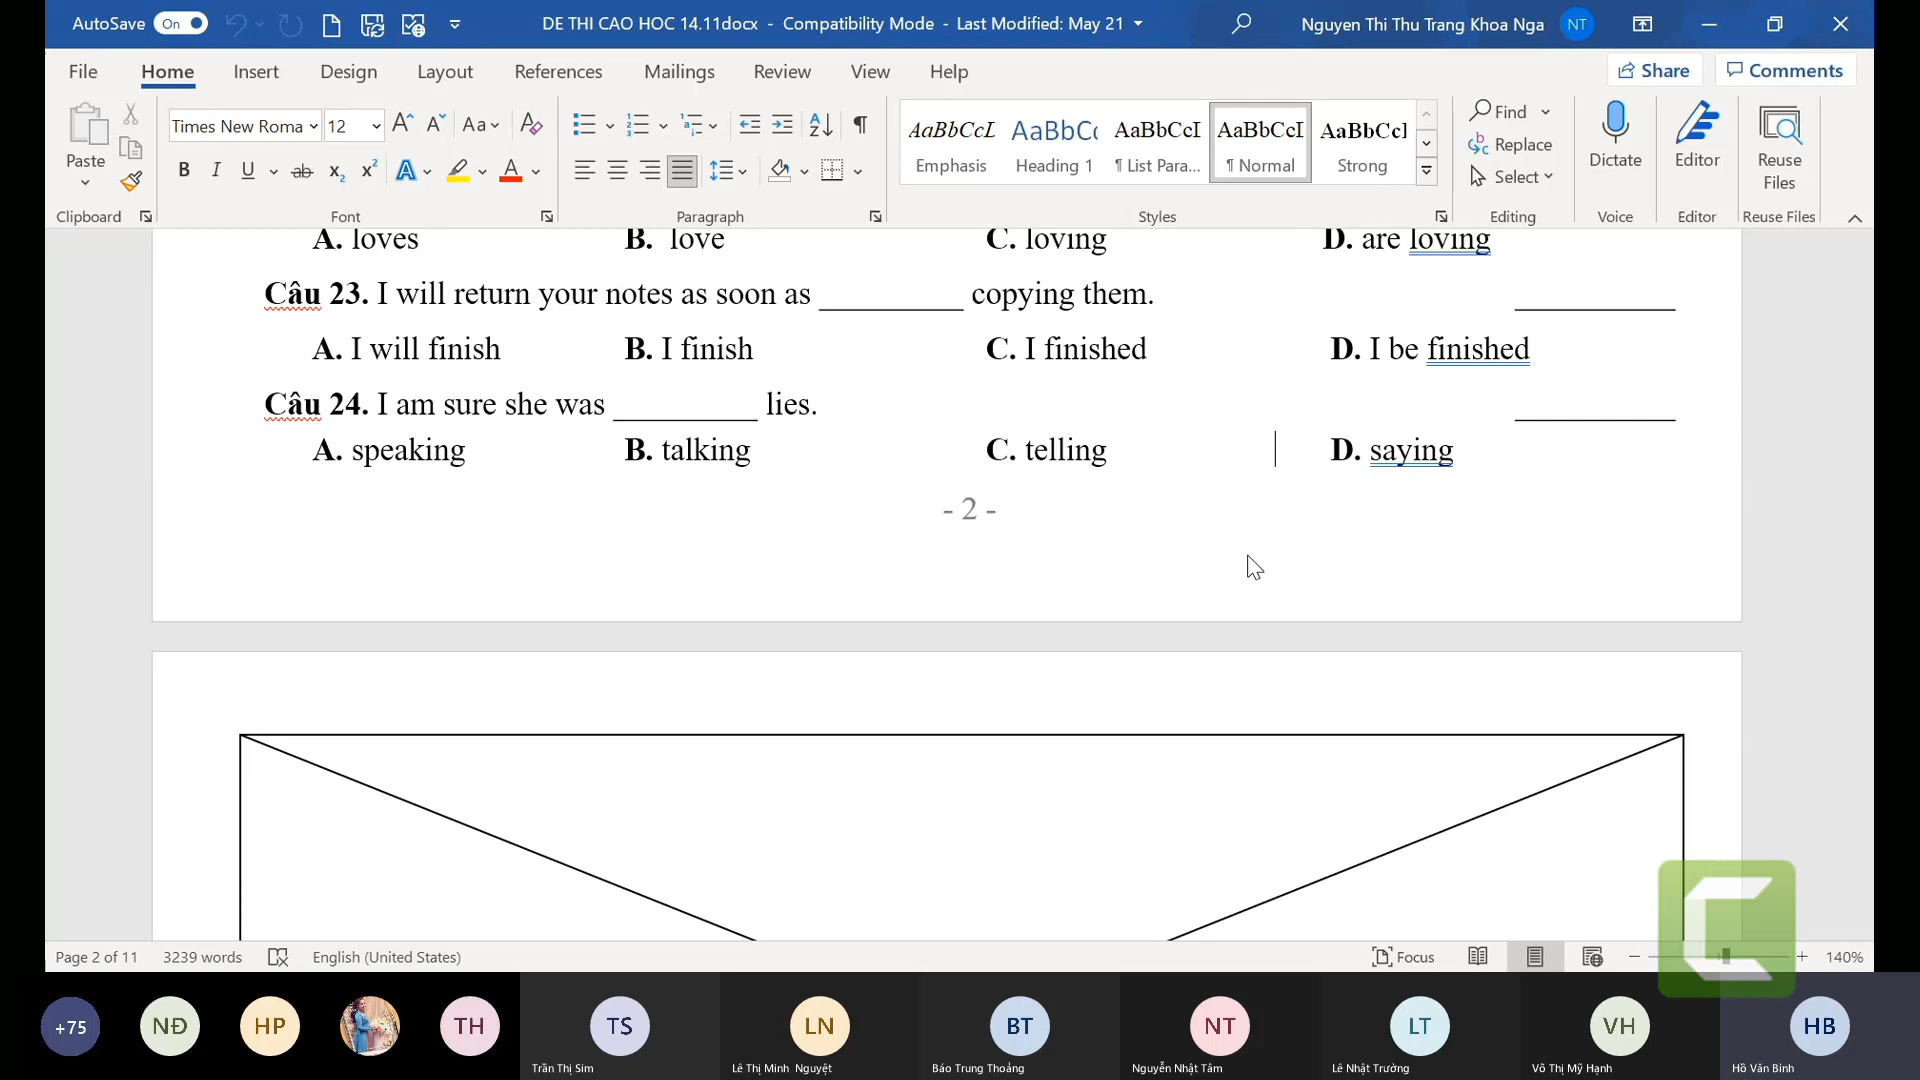 AutoSave On DE THI CAO HOC 14.11docx - Compatibility Mode - Last Modified: May 21 Nguyen Thi Thu Trang Khoa Nga NT
File Home Insert Design Layout References Mailings Review View Help Share Comments
Times New Roma 12 Aa A A AaBbCcL AaBbCc AaBbCcI AaBbCcI AaBbCcl Find
Paste B I U ab x₂ x² A A Emphasis Heading 1 ¶ List Para... ¶ Normal Strong Replace Dictate Editor Reuse Files
Select
Clipboard Font Paragraph Styles Editing Voice Editor Reuse Files
A. loves B. love C. loving D. are loving
Câu 23. I will return your notes as soon as _________ copying them. __________
A. I will finish B. I finish C. I finished D. I be finished
Câu 24. I am sure she was _________ lies. __________
A. speaking B. talking C. telling D. saying
- 2 -
Page 2 of 11 3239 words English (United States) Focus 140%
+75 NĐ HP TH TS LN BT NT LT VH HB
Trần Thị Sim Lê Thị Minh Nguyệt Báo Trung Thoảng Nguyễn Nhật Tâm Lê Nhật Trường Võ Thị Mỹ Hạnh Hồ Văn Bình